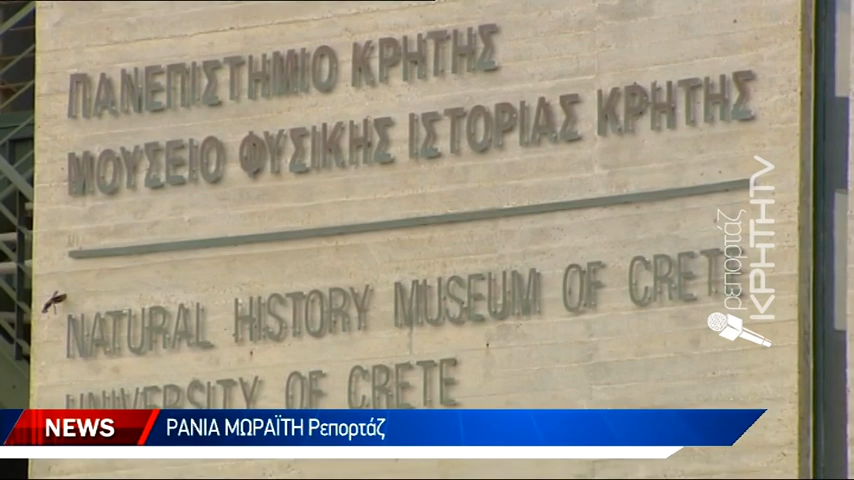 ΠΑΝΕΠΙΣΤΗΜΙΟ ΚΡΗΤΗΣ
ΜΟΥΣΕΙΟ ΦΥΣΙΚΗΣ ΙΣΤΟΡΙΑΣ ΚΡΗΤΗΣ
NATURAL HISTORY MUSEUM OF CRETE
UNIVERSITY OF CRETE
ρεπορτάζ
ΚΡΗΤΗTV
NEWS ΡΑΝΙΑ ΜΩΡΑΪΤΗ Ρεπορτάζ